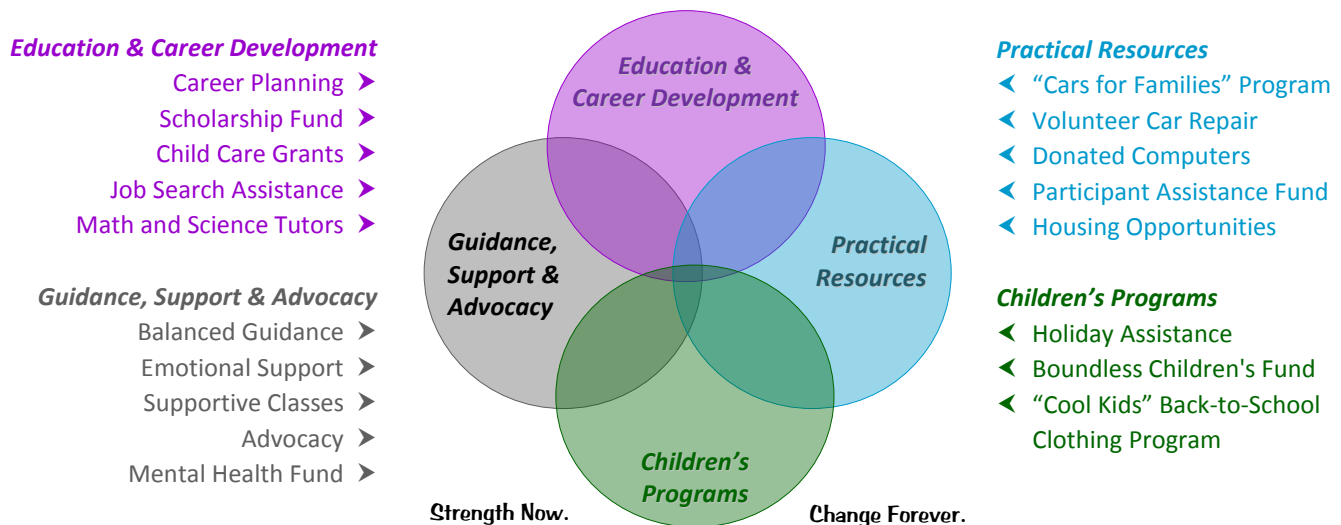 Education & Career Development
Career Planning
Scholarship Fund
Child Care Grants
Job Search Assistance
Math and Science Tutors
Guidance, Support & Advocacy
Balanced Guidance
Emotional Support
Supportive Classes
Advocacy
Mental Health Fund
Education &
Career Development
Guidance,
Support &
Advocacy
Practical
Resources
Children’s
Programs
Strength Now.
Change Forever.
Practical Resources
“Cars for Families” Program
Volunteer Car Repair
Donated Computers
Participant Assistance Fund
Housing Opportunities
Children’s Programs
Holiday Assistance
Boundless Children's Fund
“Cool Kids” Back-to-School
Clothing Program